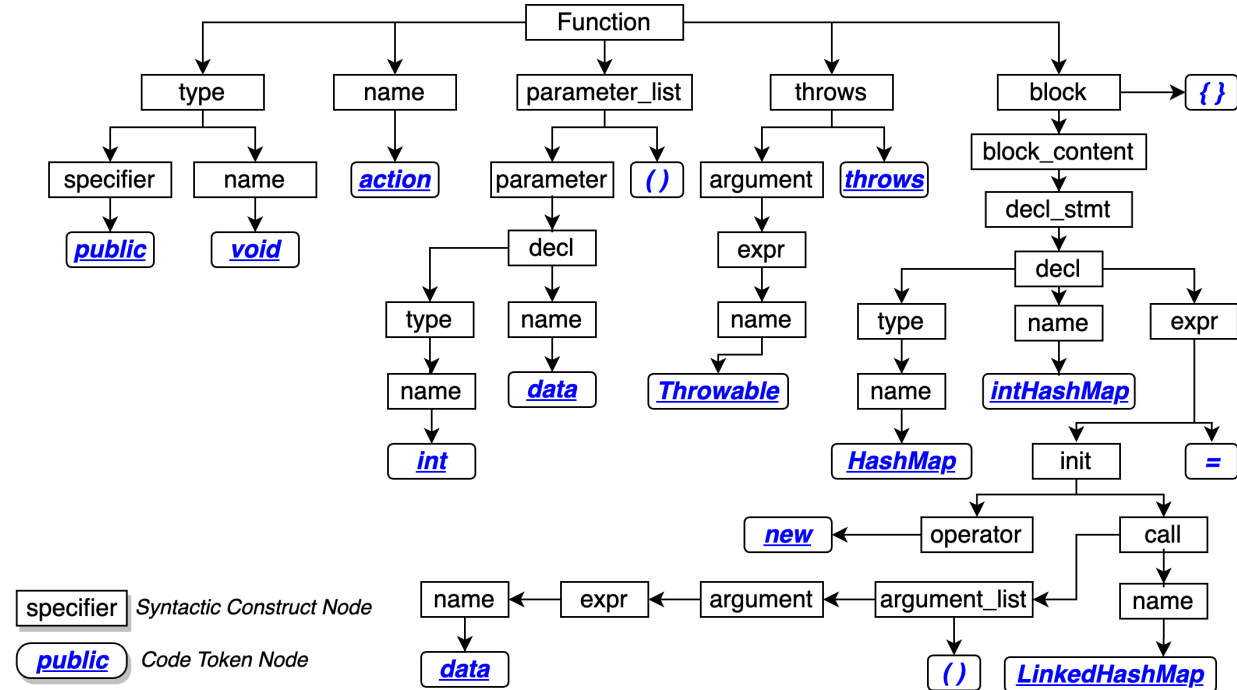 Function
type
name
parameter_list
throws
block
{ }
block_content
specifier
name
action
parameter
( )
argument
throws
decl_stmt
public
void
decl
expr
decl
type
name
name
type
name
expr
name
data
Throwable
name
intHashMap
int
HashMap
init
=
new
operator
call
name
expr
argument
argument_list
name
data
( )
LinkedHashMap
specifier Syntactic Construct Node
public Code Token Node